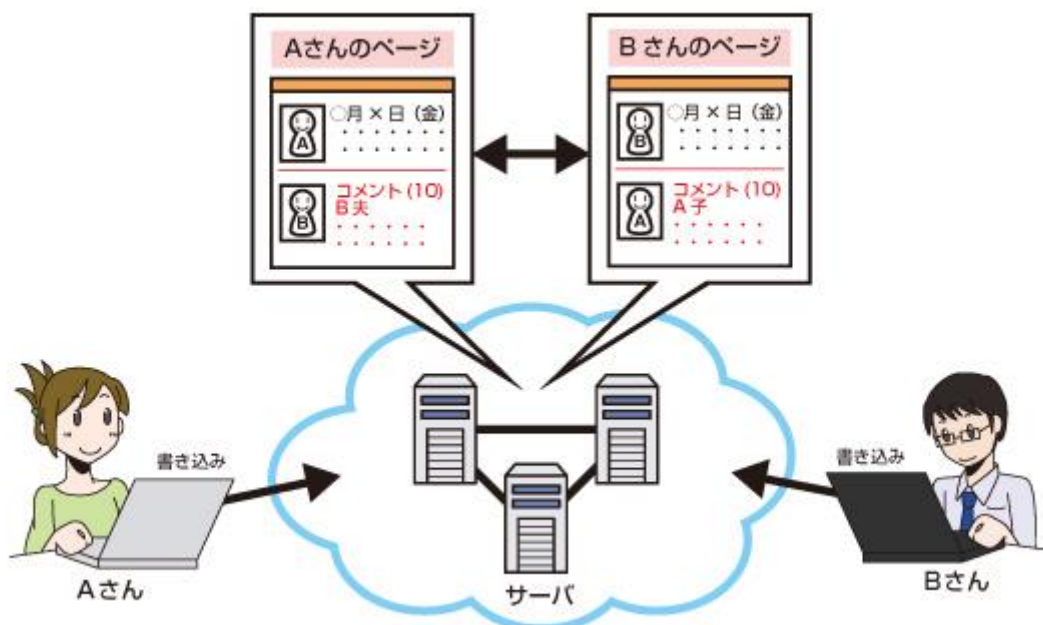 Aさんのページ
◯月×日（金）
・・・・・・・
・・・・・・・
A
コメント(10)
B夫
・・・・・・
・・・・・・
B
Bさんのページ
◯月×日（金）
・・・・・・・
・・・・・・・
B
コメント(10)
A子
・・・・・・
・・・・・・
A
書き込み
書き込み
Aさん
サーバ
Bさん